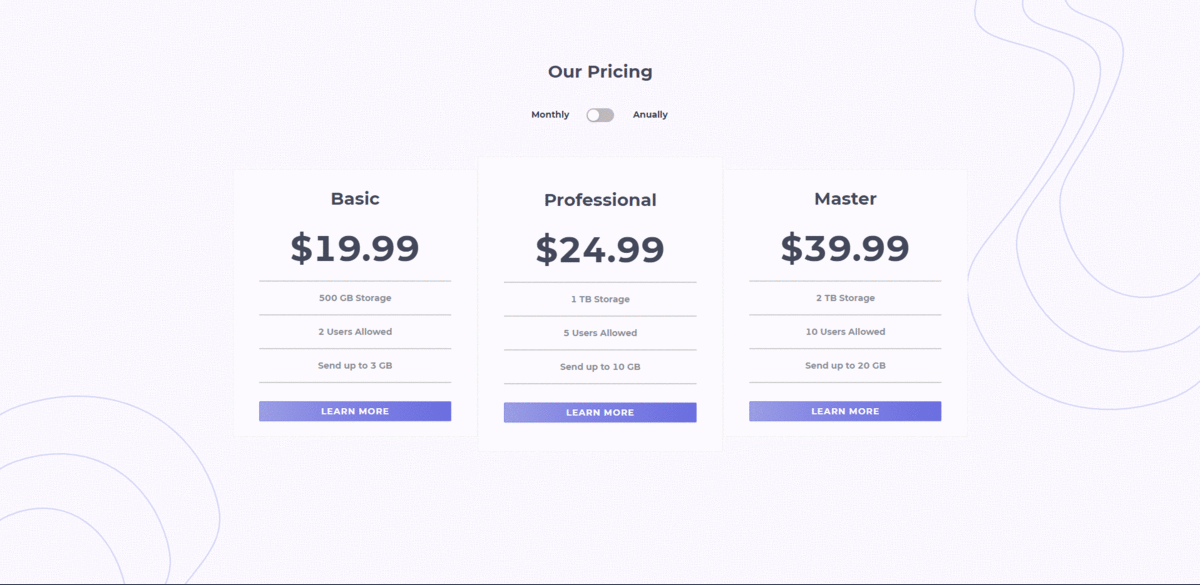 Our Pricing
Monthly Anually
Basic
$19.99
500 GB Storage
2 Users Allowed
Send up to 3 GB
LEARN MORE
Professional
$24.99
1 TB Storage
5 Users Allowed
Send up to 10 GB
LEARN MORE
Master
$39.99
2 TB Storage
10 Users Allowed
Send up to 20 GB
LEARN MORE